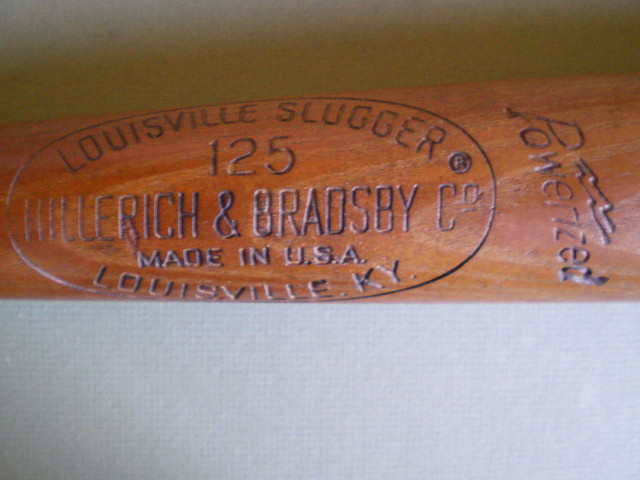 LOUISVILLE SLUGGER®
125
HILLERICH & BRADSBY Co
MADE IN U.S.A.
LOUISVILLE. KY.
Powerized